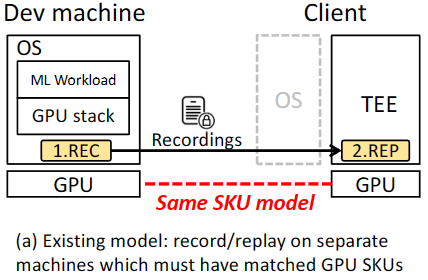 Dev machine
Client
OS
ML Workload
GPU stack
1.REC
Recordings
OS
TEE
2.REP
GPU
Same SKU model
GPU
(a) Existing model: record/replay on separate
machines which must have matched GPU SKUs